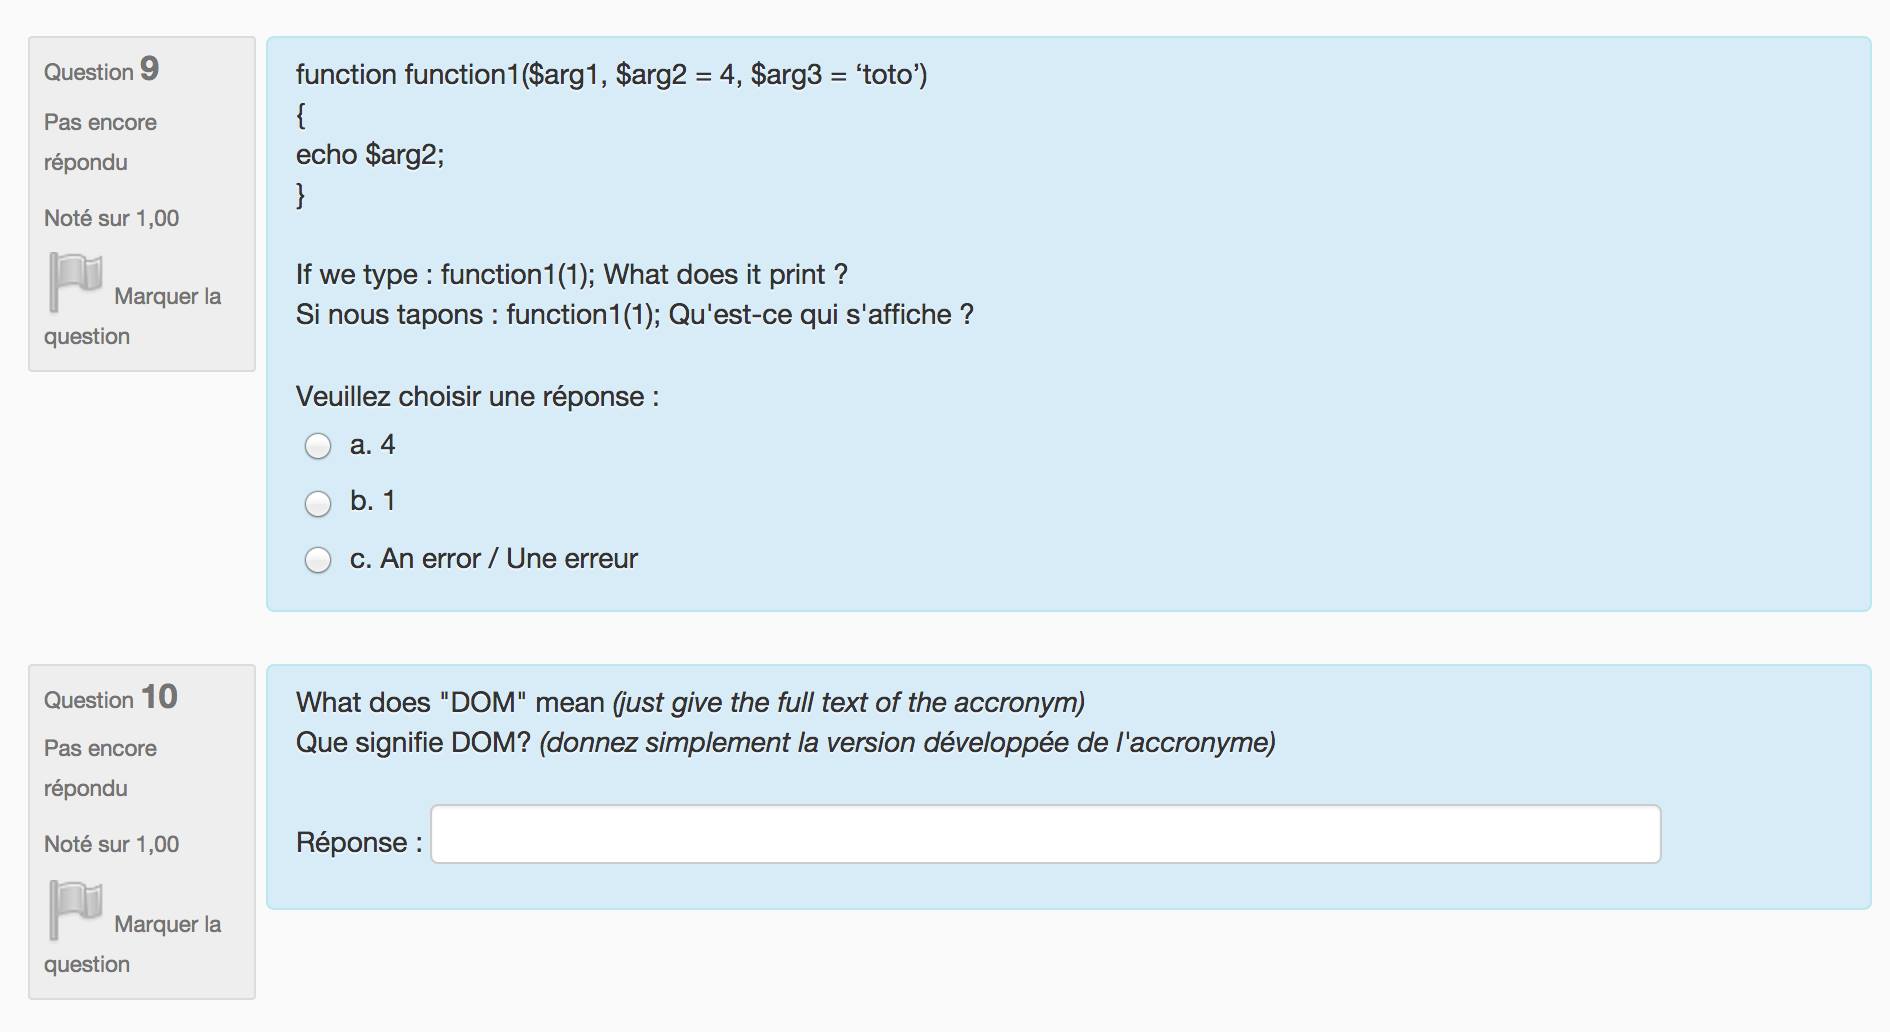 Question 9
Pas encore
répondu
Noté sur 1,00
Marquer la
question
function function1($arg1, $arg2 = 4, $arg3 = ‘toto’)
{
echo $arg2;
}
If we type : function1(1); What does it print ?
Si nous tapons : function1(1); Qu'est-ce qui s'affiche ?
Veuillez choisir une réponse :
a. 4
b. 1
c. An error / Une erreur
Question 10
Pas encore
répondu
Noté sur 1,00
Marquer la
question
What does "DOM" mean (just give the full text of the accronym)
Que signifie DOM? (donnez simplement la version développée de l'accronyme)
Réponse :